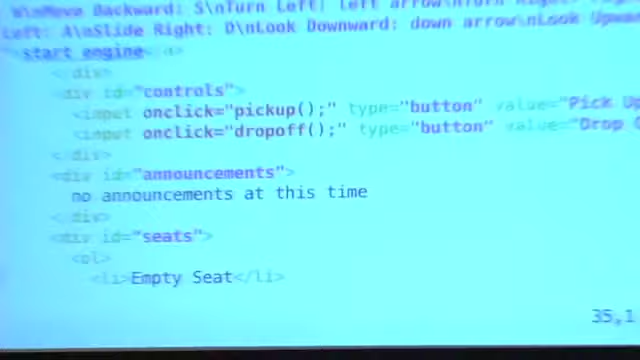 W\nMove Backward: S\nTurn Left: left arrow\nTurn Right:
Left: A\nSlide Right: D\nLook Downward: down arrow\nLook Upwa
start engine</a>
</div>
<div id="controls">
<input onclick="pickup();" type="button" value="Pick Up
<input onclick="dropoff();" type="button" value="Drop
</div>
<div id="announcements">
no announcements at this time
</div>
<div id="seats">
<ol>
<li>Empty Seat</li>
35,1